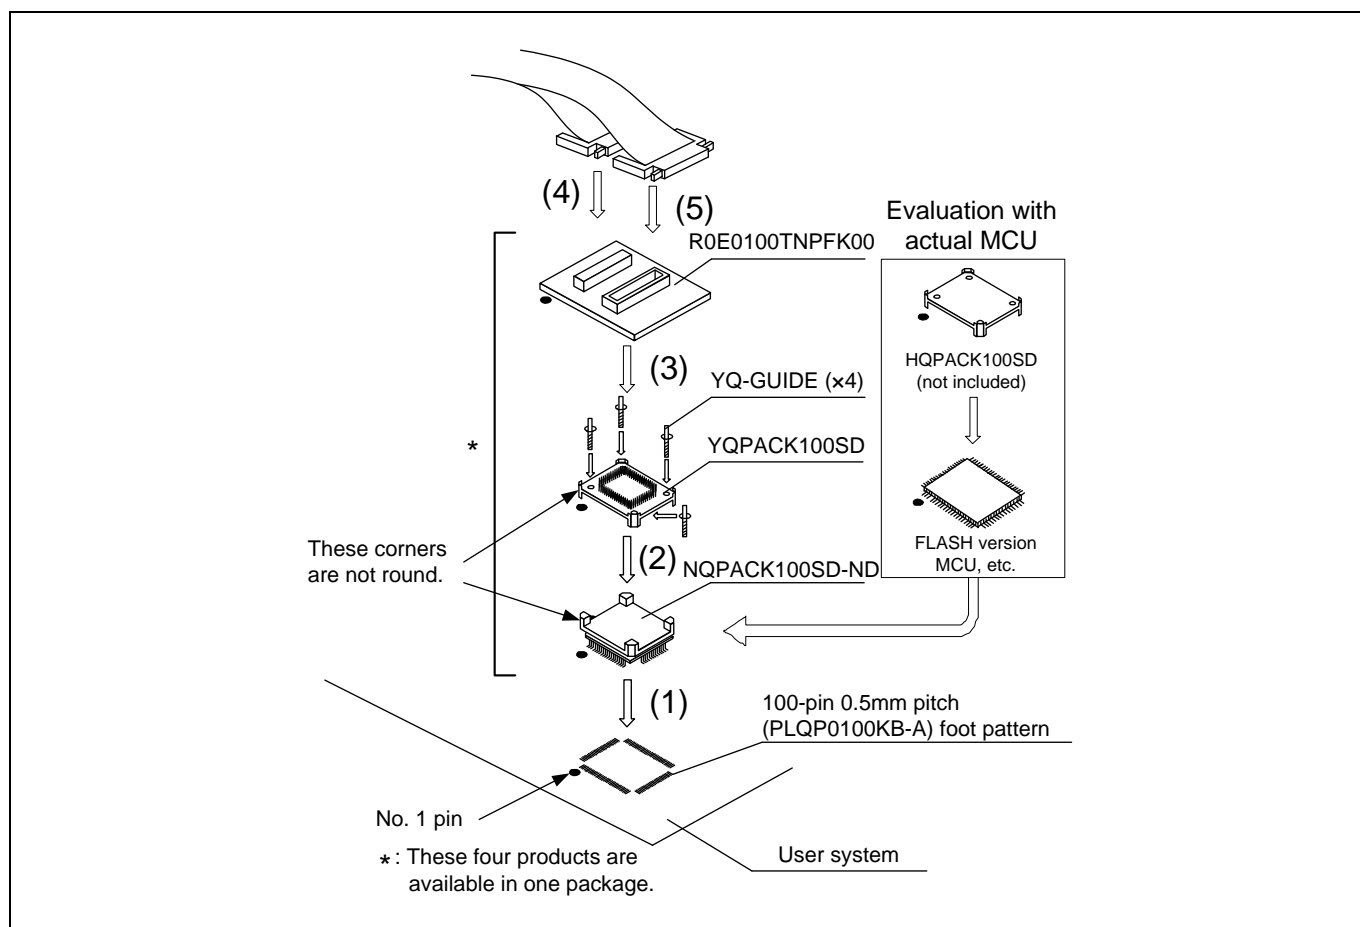 (4)
(5)
Evaluation with
actual MCU
R0E0100TNPFK00
(3)
YQ-GUIDE (×4)
HQPACK100SD
(not included)
*
YQPACK100SD
These corners
are not round.
(2)
NQPACK100SD-ND
FLASH version
MCU, etc.
(1)
100-pin 0.5mm pitch
(PLQP0100KB-A) foot pattern
No. 1 pin
User system
* : These four products are
available in one package.